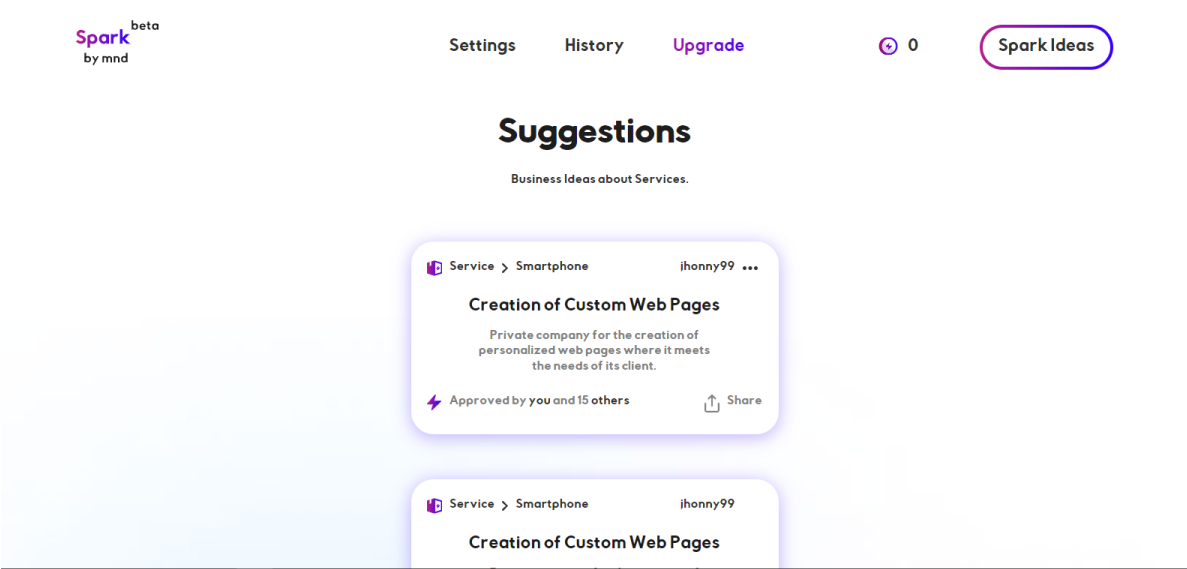 beta
Spark
by mnd
Settings History Upgrade 0 Spark Ideas
Suggestions
Business Ideas about Services.
Service > Smartphone jhonny99 •••
Creation of Custom Web Pages
Private company for the creation of
personalized web pages where it meets
the needs of its client.
Approved by you and 15 others Share
Service > Smartphone jhonny99
Creation of Custom Web Pages